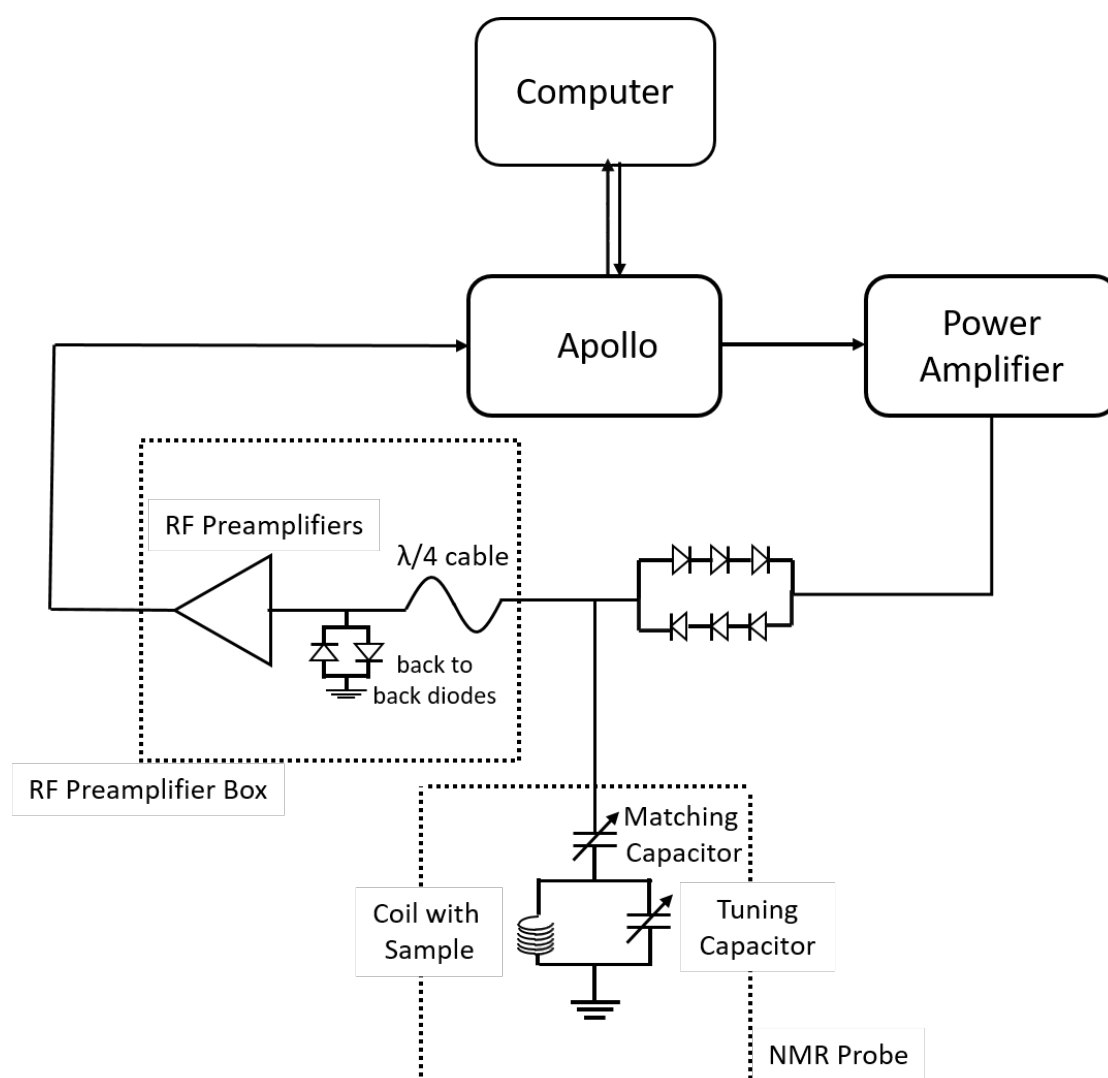 Computer
Apollo
Power
Amplifier
RF Preamplifiers
λ/4 cable
back to
back diodes
RF Preamplifier Box
Matching
Capacitor
Coil with
Sample
Tuning
Capacitor
NMR Probe